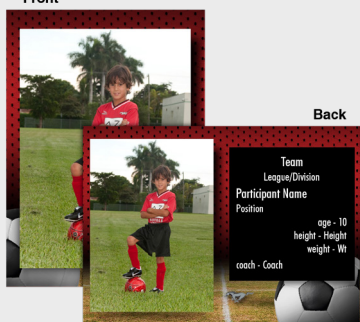 Front
Back
Team
League/Division
Participant Name
Position
age - 10
height - Height
weight - Wt
coach - Coach